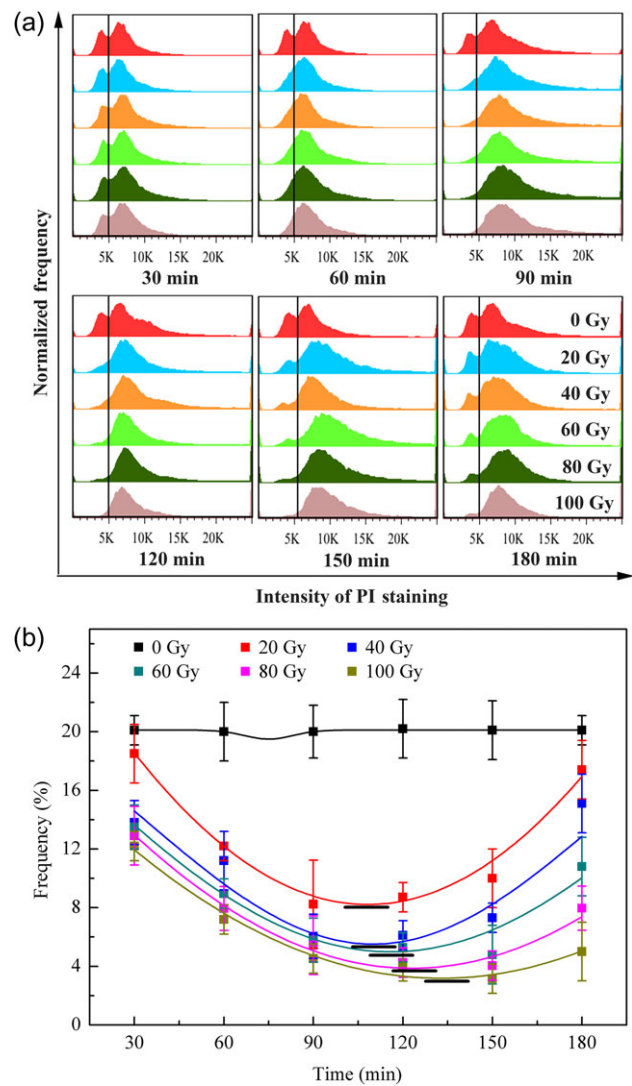 (a)
Normalized frequency
5K 10K 15K 20K 5K 10K 15K 20K 5K 10K 15K 20K
30 min 60 min 90 min
0 Gy
20 Gy
40 Gy
60 Gy
80 Gy
100 Gy
5K 10K 15K 20K 5K 10K 15K 20K 5K 10K 15K 20K
120 min 150 min 180 min
Intensity of PI staining
(b)
0 Gy 20 Gy 40 Gy
60 Gy 80 Gy 100 Gy
Frequency (%)
24
20
16
12
8
4
0
30 60 90 120 150 180
Time (min)